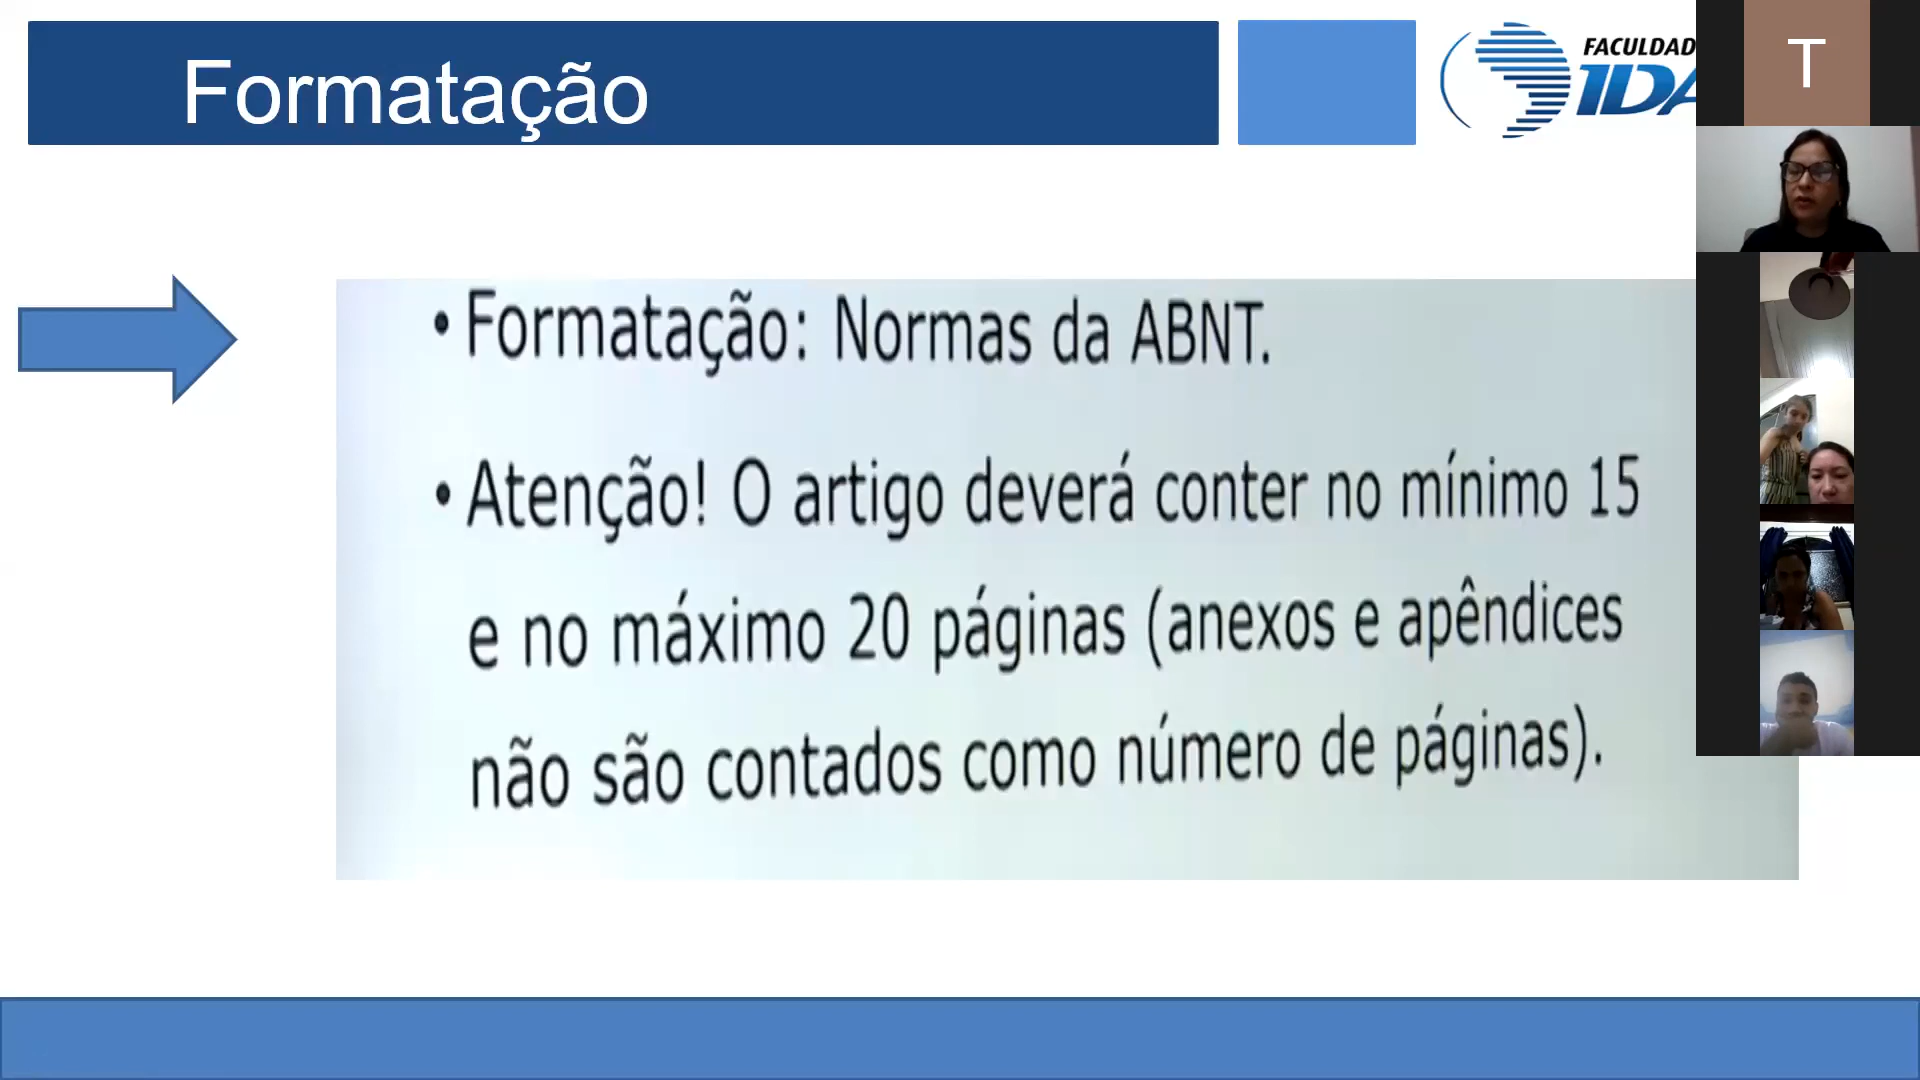 Formatação
FACULDAD
IDA
T
• Formatação: Normas da ABNT.
• Atenção! O artigo deverá conter no mínimo 15
e no máximo 20 páginas (anexos e apêndices
não são contados como número de páginas).